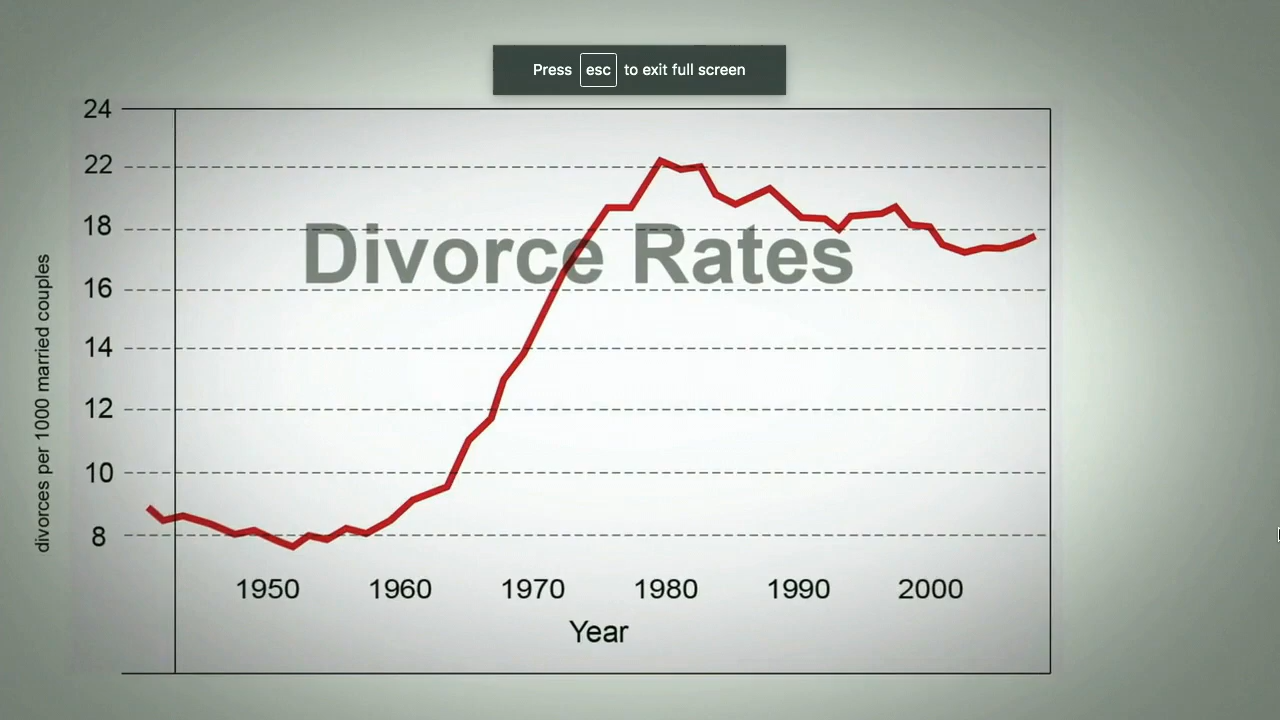 Press esc to exit full screen
24
22
18
16
14
12
10
8
divorces per 1000 married couples
Divorce Rates
1950 1960 1970 1980 1990 2000
Year